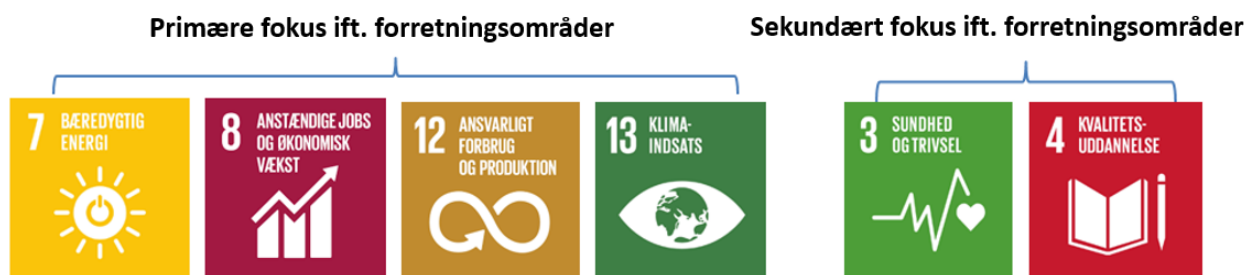 Primære fokus ift. forretningsområder
Sekundært fokus ift. forretningsområder
7 BÆREDYGTIG
ENERGI
8 ANSTÆNDIGE JOBS
OG ØKONOMISK
VÆKST
12 ANSVARLIGT
FORBRUG
OG PRODUKTION
13 KLIMA-
INDSATS
3 SUNDHED
OG TRIVSEL
4 KVALITETS-
UDDANNELSE